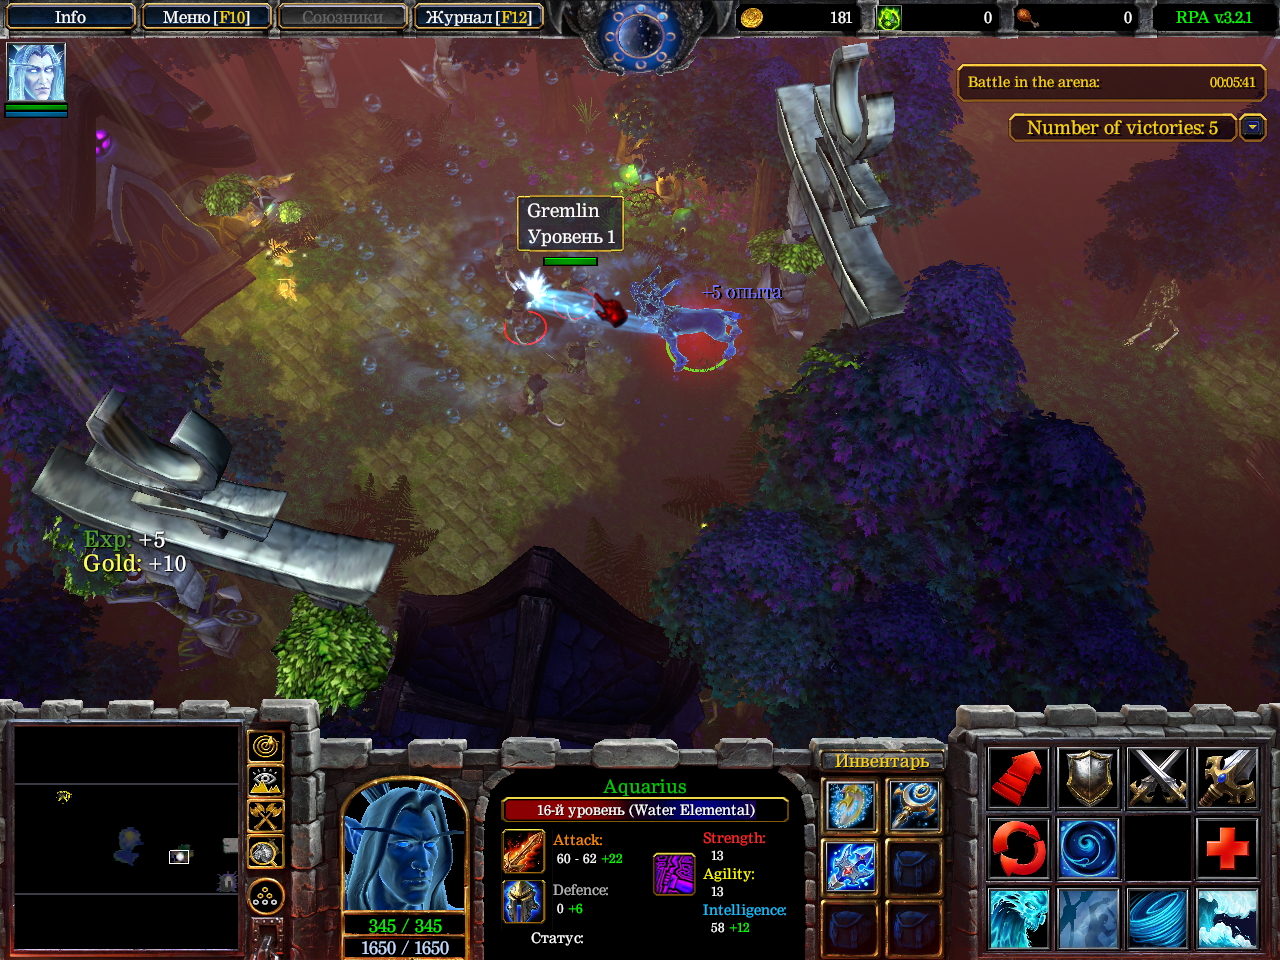 Info
Меню [F10]
Союзники
Журнал [F12]
181
0
0
RPA v.3.2.1
Battle in the arena: 00:05:41
Number of victories: 5
Gremlin
Уровень 1
+5 опыта
Exp: +5
Gold: +10
345 / 345
1650 / 1650
Aquarius
16-й уровень (Water Elemental)
Attack:
60 - 62 +22
Defence:
0 +6
Статус:
Strength:
13
Agility:
13
Intelligence:
58 +12
Инвентарь